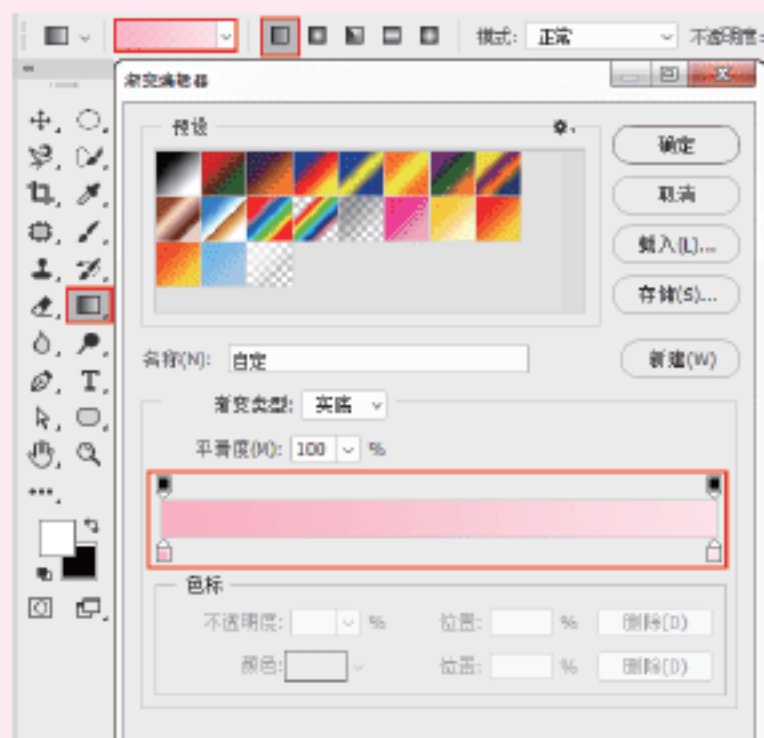 模式: 正常 不透明度:
渐变编辑器
预设
确定
取消
载入(L)...
存储(S)...
名称(N): 自定
新建(W)
渐变类型: 实底
平滑度(M): 100 %
色标
不透明度: % 位置: % 删除(D)
颜色: 位置: % 删除(D)
T